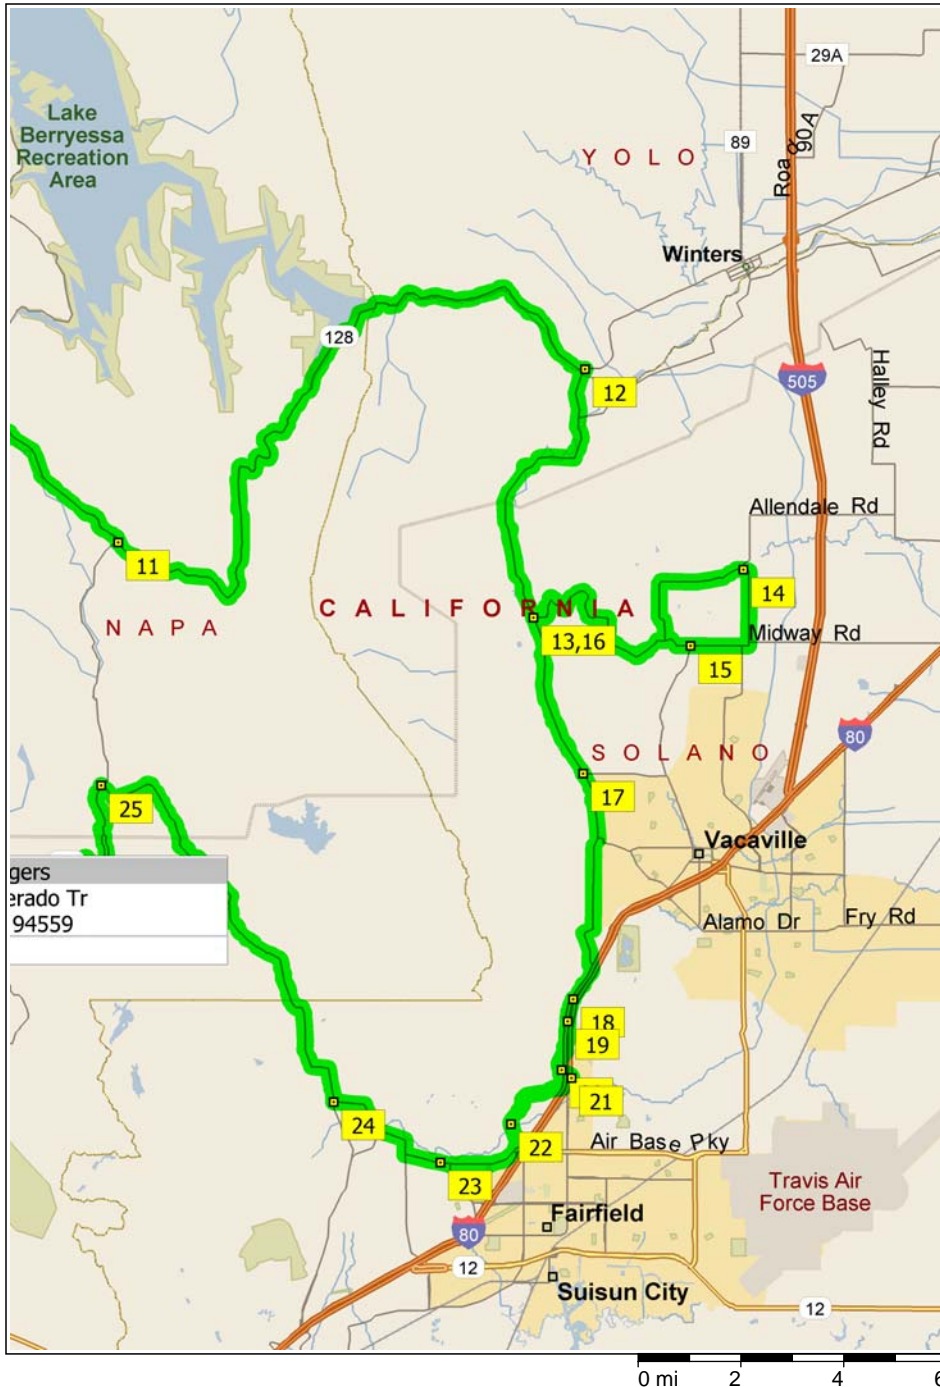 29A
Lake
Berryessa
Recreation
Area
89
Roa
90A
YOLO
Winters
128
505
Halley Rd
12
Allendale Rd
11
14
CALIFORNIA
NAPA
13,16
Midway Rd
15
80
SOLANO
17
25
Vacaville
gers
erado Tr
94559
Alamo Dr
Fry Rd
18
19
21
24
22
Air Base Pky
23
Travis Air
Force Base
Fairfield
80
12
Suisun City
12
0 mi 2 4 6